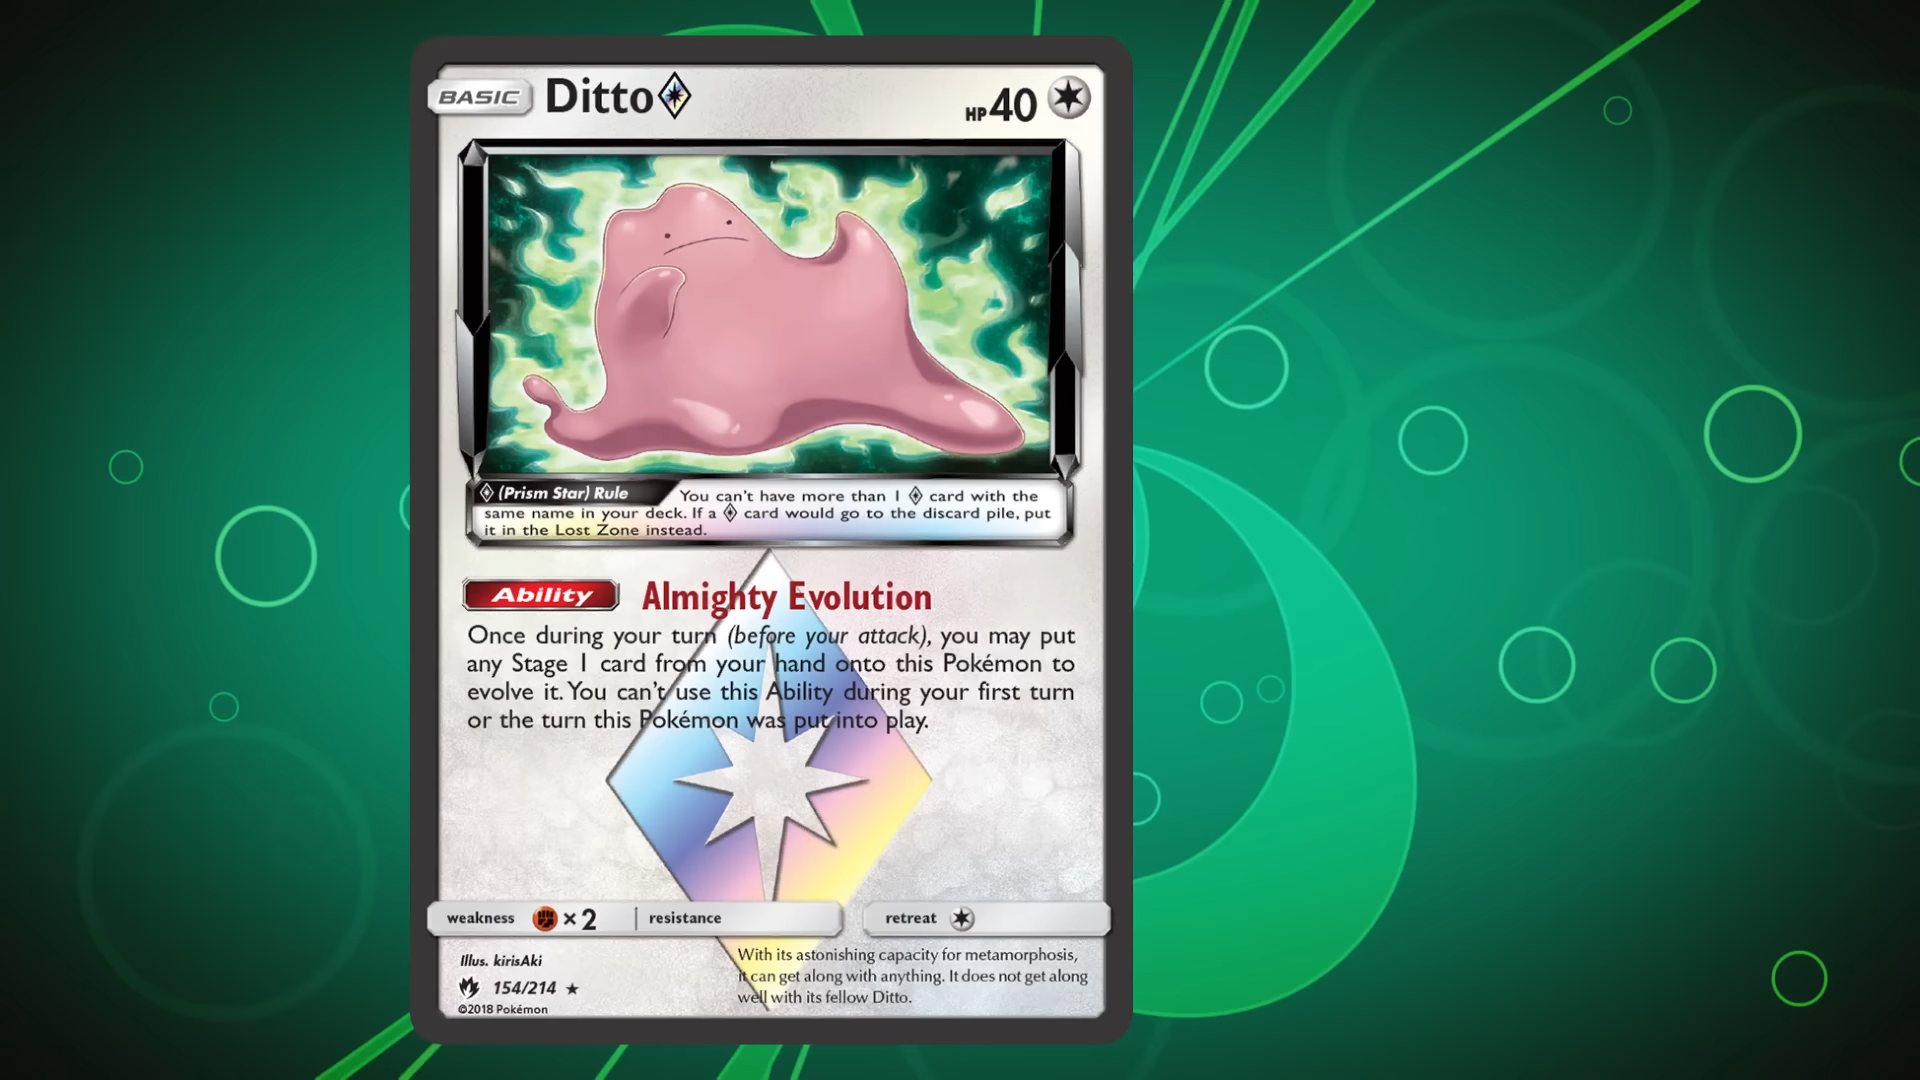 BASIC Ditto HP 40
(Prism Star) Rule You can't have more than 1 card with the
same name in your deck. If a card would go to the discard pile, put
it in the Lost Zone instead.
Ability Almighty Evolution
Once during your turn (before your attack), you may put
any Stage 1 card from your hand onto this Pokémon to
evolve it. You can't use this Ability during your first turn
or the turn this Pokémon was put into play.
weakness ×2 resistance retreat
Illus. kirisAki
154/214
©2018 Pokémon
With its astonishing capacity for metamorphosis,
it can get along with anything. It does not get along
well with its fellow Ditto.